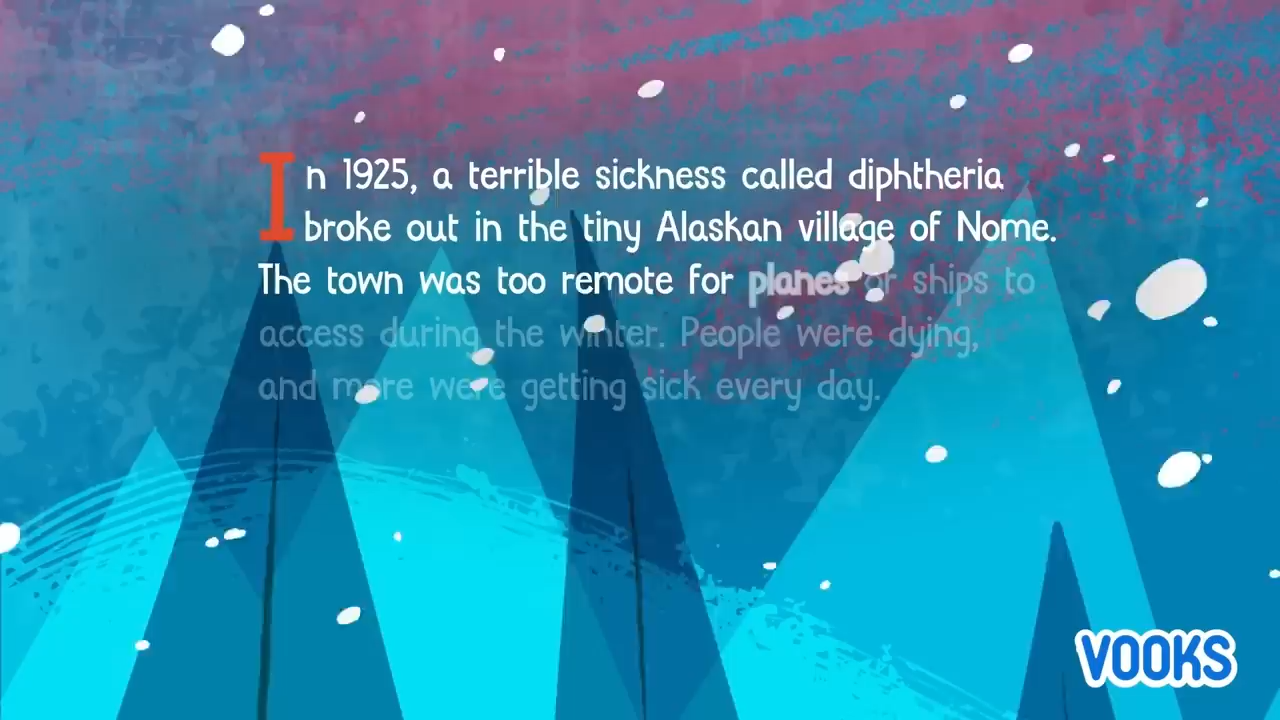 In 1925, a terrible sickness called diphtheria
broke out in the tiny Alaskan village of Nome.
The town was too remote for planes or ships to
access during the winter. People were dying,
and more were getting sick every day.
VOOKS